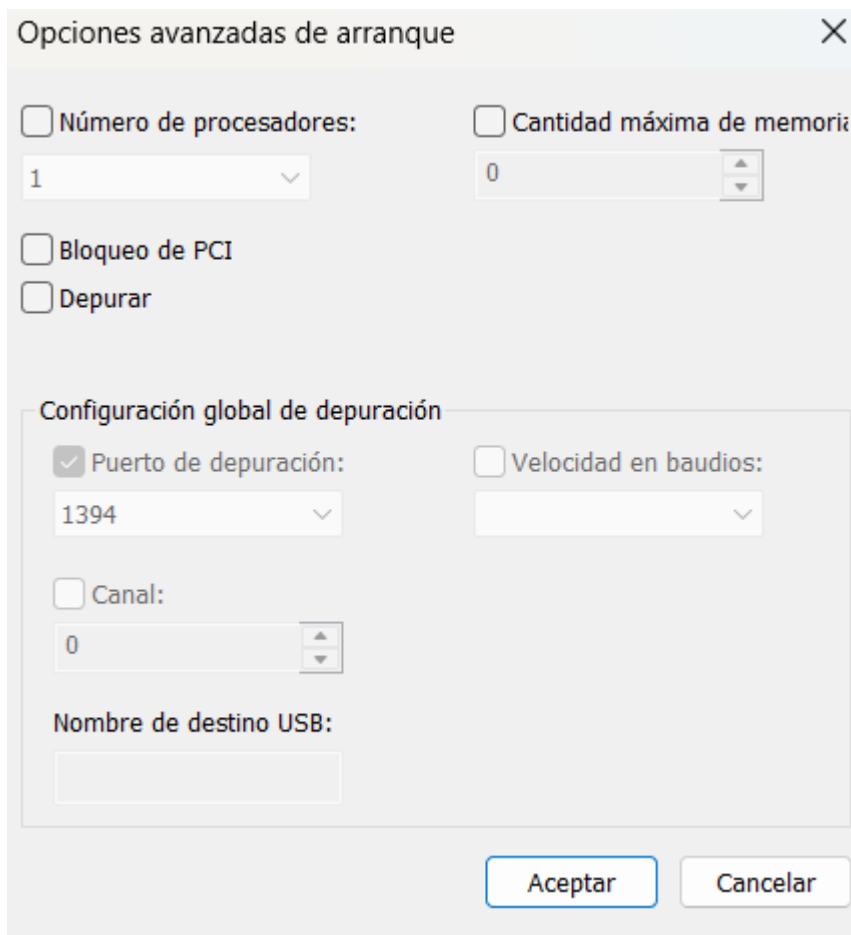 Opciones avanzadas de arranque
Número de procesadores:
Cantidad máxima de memoria
1
0
Bloqueo de PCI
Depurar
Configuración global de depuración
Puerto de depuración:
Velocidad en baudios:
1394
Canal:
0
Nombre de destino USB:
Aceptar
Cancelar